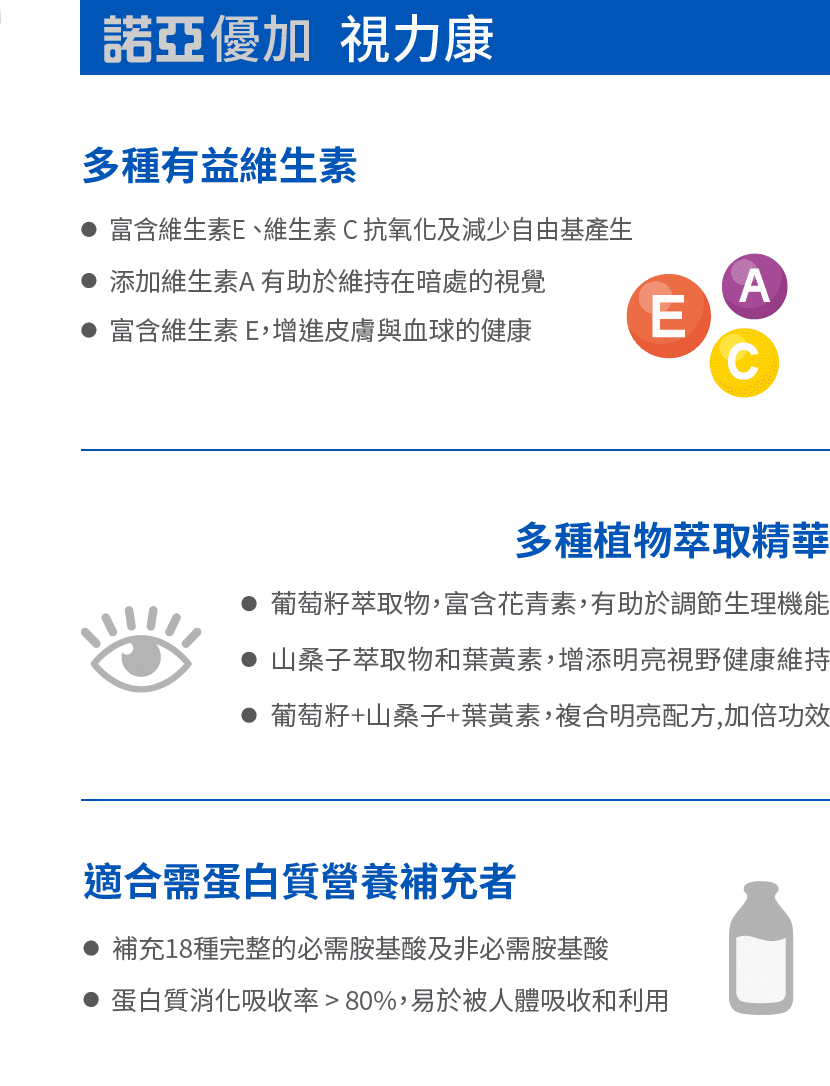 諾亞優加 視力康
多種有益維生素
● 富含維生素E、維生素 C 抗氧化及減少自由基產生
● 添加維生素A 有助於維持在暗處的視覺
● 富含維生素 E,增進皮膚與血球的健康
E
A
C
多種植物萃取精華
● 葡萄籽萃取物,富含花青素,有助於調節生理機能
● 山桑子萃取物和葉黃素,增添明亮視野健康維持
● 葡萄籽+山桑子+葉黃素,複合明亮配方,加倍功效
適合需蛋白質營養補充者
● 補充18種完整的必需胺基酸及非必需胺基酸
● 蛋白質消化吸收率 > 80%,易於被人體吸收和利用